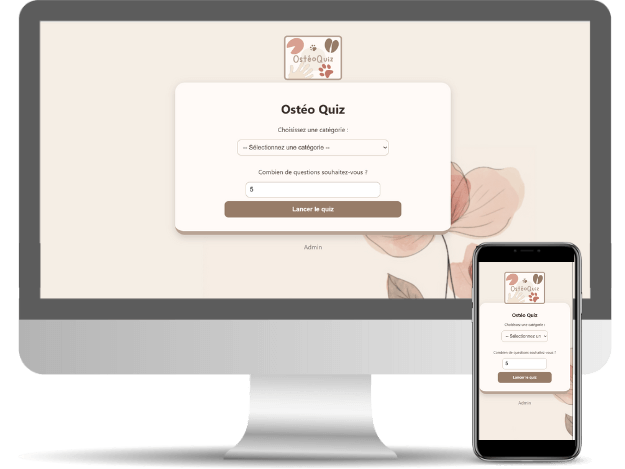 OstéoQuiz
Ostéo Quiz
Choisissez une catégorie :
-- Sélectionnez une catégorie --
Combien de questions souhaitez-vous ?
5
Lancer le quiz
Admin
OstéoQuiz
Ostéo Quiz
Choisissez une catégorie :
-- Sélectionnez un
Combien de questions souhaitez-vous ?
5
Lancer le quiz
Admin